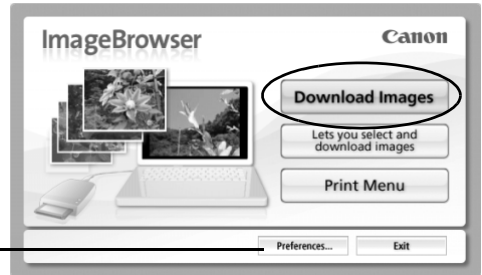 ImageBrowser
Canon
Download Images
Lets you select and
download images
Print Menu
Preferences...
Exit